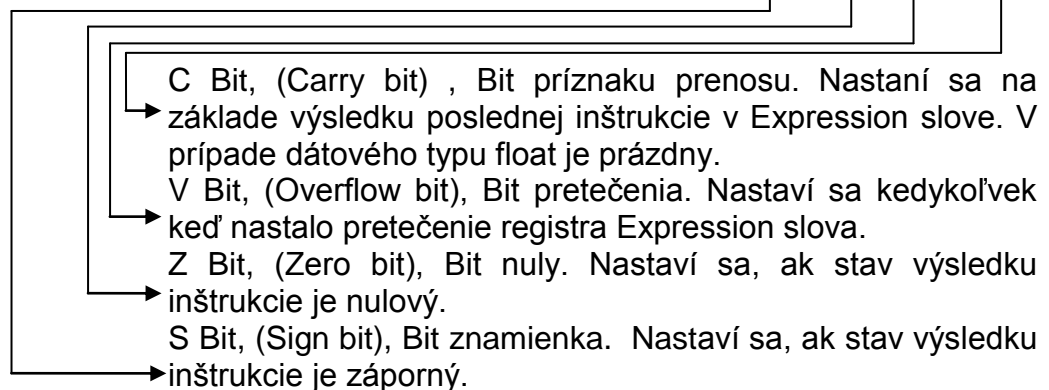 C Bit, (Carry bit) , Bit príznaku prenosu. Nastaní sa na
základe výsledku poslednej inštrukcie v Expression slove. V
prípade dátového typu float je prázdny.
V Bit, (Overflow bit), Bit pretečenia. Nastaví sa kedykoľvek
keď nastalo pretečenie registra Expression slova.
Z Bit, (Zero bit), Bit nuly. Nastaví sa, ak stav výsledku
inštrukcie je nulový.
S Bit, (Sign bit), Bit znamienka. Nastaví sa, ak stav výsledku
inštrukcie je záporný.